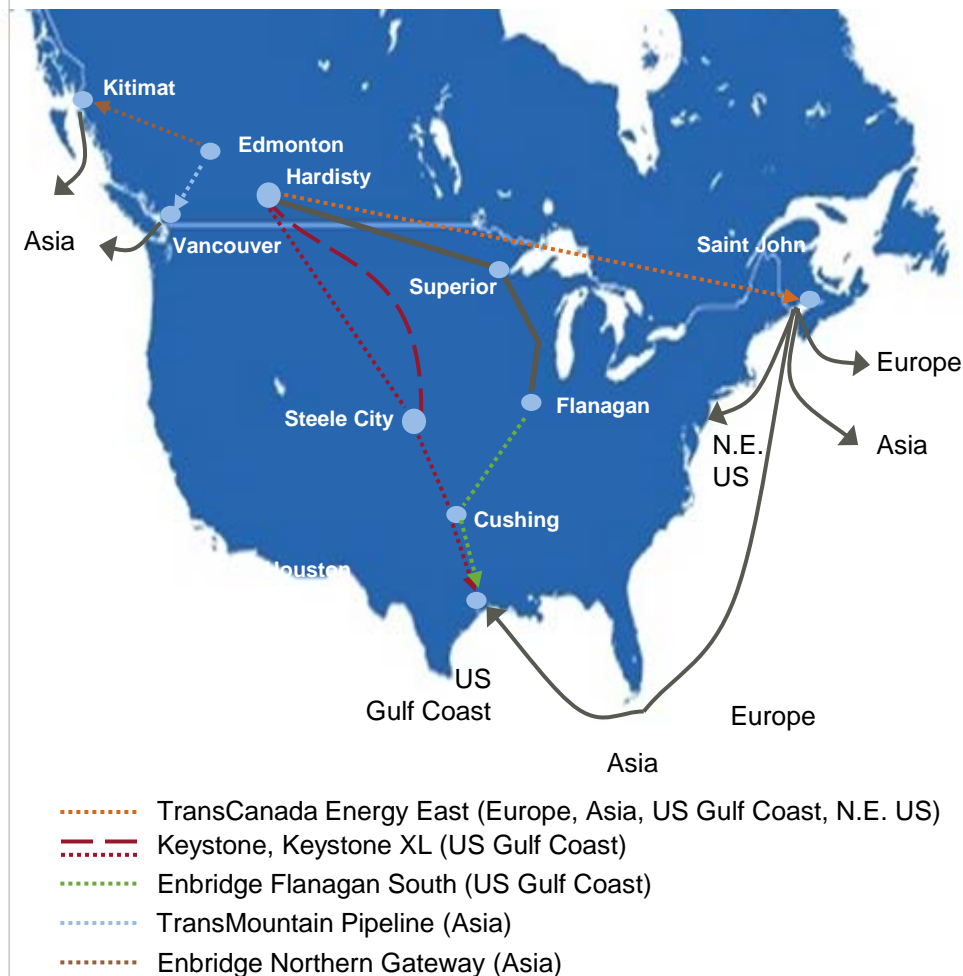 Kitimat
Edmonton
Hardisty
Asia
Vancouver
Saint John
Superior
Europe
Steele City
Flanagan
N.E.
US
Asia
Cushing
Houston
US
Gulf Coast
Europe
Asia
TransCanada Energy East (Europe, Asia, US Gulf Coast, N.E. US)
Keystone, Keystone XL (US Gulf Coast)
Enbridge Flanagan South (US Gulf Coast)
TransMountain Pipeline (Asia)
Enbridge Northern Gateway (Asia)